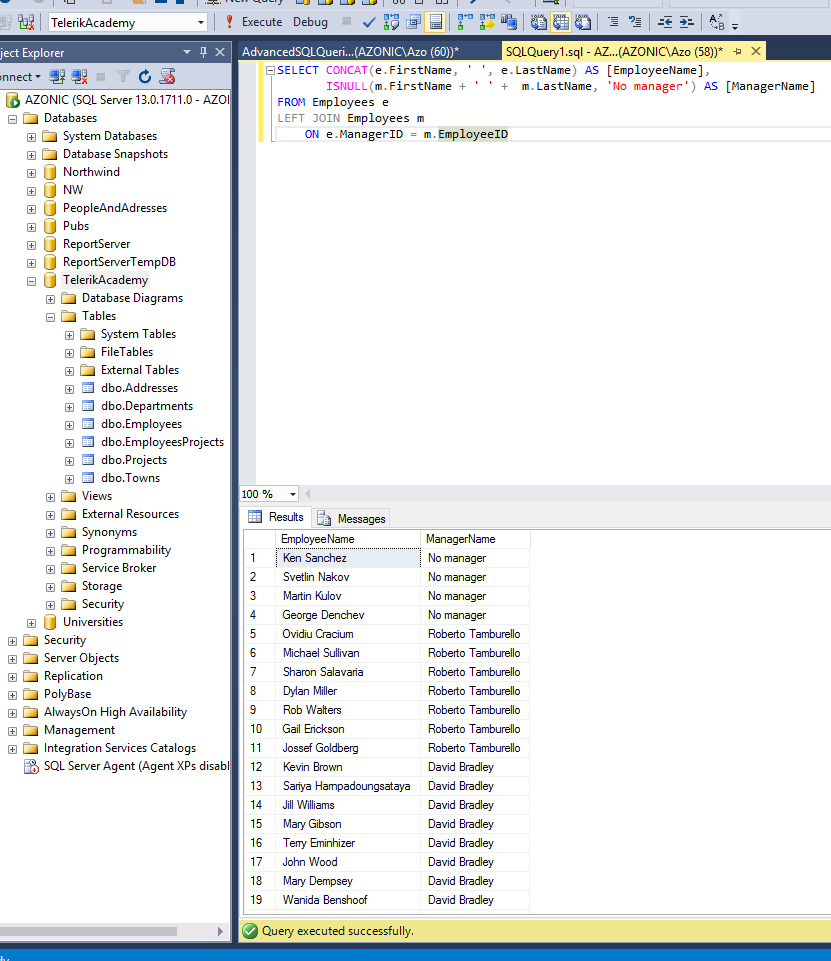 New Query
TelerikAcademy
Execute
Debug
ject Explorer
onnect
AZONIC (SQL Server 13.0.1711.0 - AZOI
Databases
System Databases
Database Snapshots
Northwind
NW
PeopleAndAdresses
Pubs
ReportServer
ReportServerTempDB
TelerikAcademy
Database Diagrams
Tables
System Tables
FileTables
External Tables
dbo.Addresses
dbo.Departments
dbo.Employees
dbo.EmployeesProjects
dbo.Projects
dbo.Towns
Views
External Resources
Synonyms
Programmability
Service Broker
Storage
Security
Universities
Security
Server Objects
Replication
PolyBase
AlwaysOn High Availability
Management
Integration Services Catalogs
SQL Server Agent (Agent XPs disabl
AdvancedSQLQueri...(AZONIC\Azo (60))*
SQLQuery1.sql - AZ...(AZONIC\Azo (58))*
SELECT CONCAT(e.FirstName, ' ', e.LastName) AS [EmployeeName],
ISNULL(m.FirstName + ' ' + m.LastName, 'No manager') AS [ManagerName]
FROM Employees e
LEFT JOIN Employees m
ON e.ManagerID = m.EmployeeID
100 %
Results Messages
EmployeeName ManagerName
1 Ken Sanchez No manager
2 Svetlin Nakov No manager
3 Martin Kulov No manager
4 George Denchev No manager
5 Ovidiu Cracium Roberto Tamburello
6 Michael Sullivan Roberto Tamburello
7 Sharon Salavaria Roberto Tamburello
8 Dylan Miller Roberto Tamburello
9 Rob Walters Roberto Tamburello
10 Gail Erickson Roberto Tamburello
11 Jossef Goldberg Roberto Tamburello
12 Kevin Brown David Bradley
13 Sariya Harnpadoungsataya David Bradley
14 Jill Williams David Bradley
15 Mary Gibson David Bradley
16 Terry Eminhizer David Bradley
17 John Wood David Bradley
18 Mary Dempsey David Bradley
19 Wanida Benshoof David Bradley
Query executed successfully.